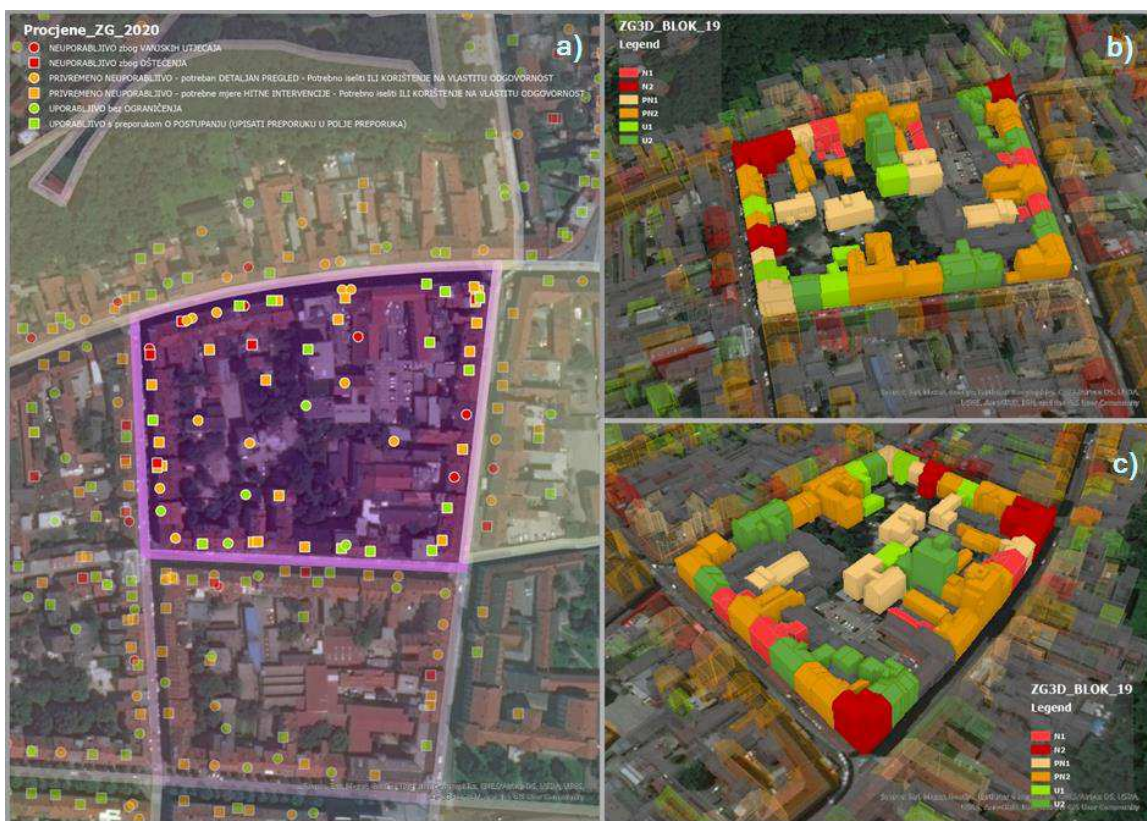 Procjene_ZG_2020
a)
NEUPORABLJIVO zbog VANJSKIH UTJECAJA
NEUPORABLJIVO zbog OŠTEĆENJA
PRIVREMENO NEUPORABLJIVO - potreban DETALJAN PREGLED - Potrebno iseliti ILI KORIŠTENJE NA VLASTITU ODGOVORNOST
PRIVREMENO NEUPORABLJIVO - potrebne mjere HITNE INTERVENCIJE - Potrebno iseliti ILI KORIŠTENJE NA VLASTITU ODGOVORNOST
UPORABLJIVO bez OGRANIČENJA
UPORABLJIVO s preporukom O POSTUPANJU (UPISATI PREPORUKU U POLJE PREPORUKA)
ZG3D_BLOK_19
b)
Legend
N1
N2
PN1
PN2
U1
U2
c)
ZG3D_BLOK_19
Legend
N1
N2
PN1
PN2
U1
U2